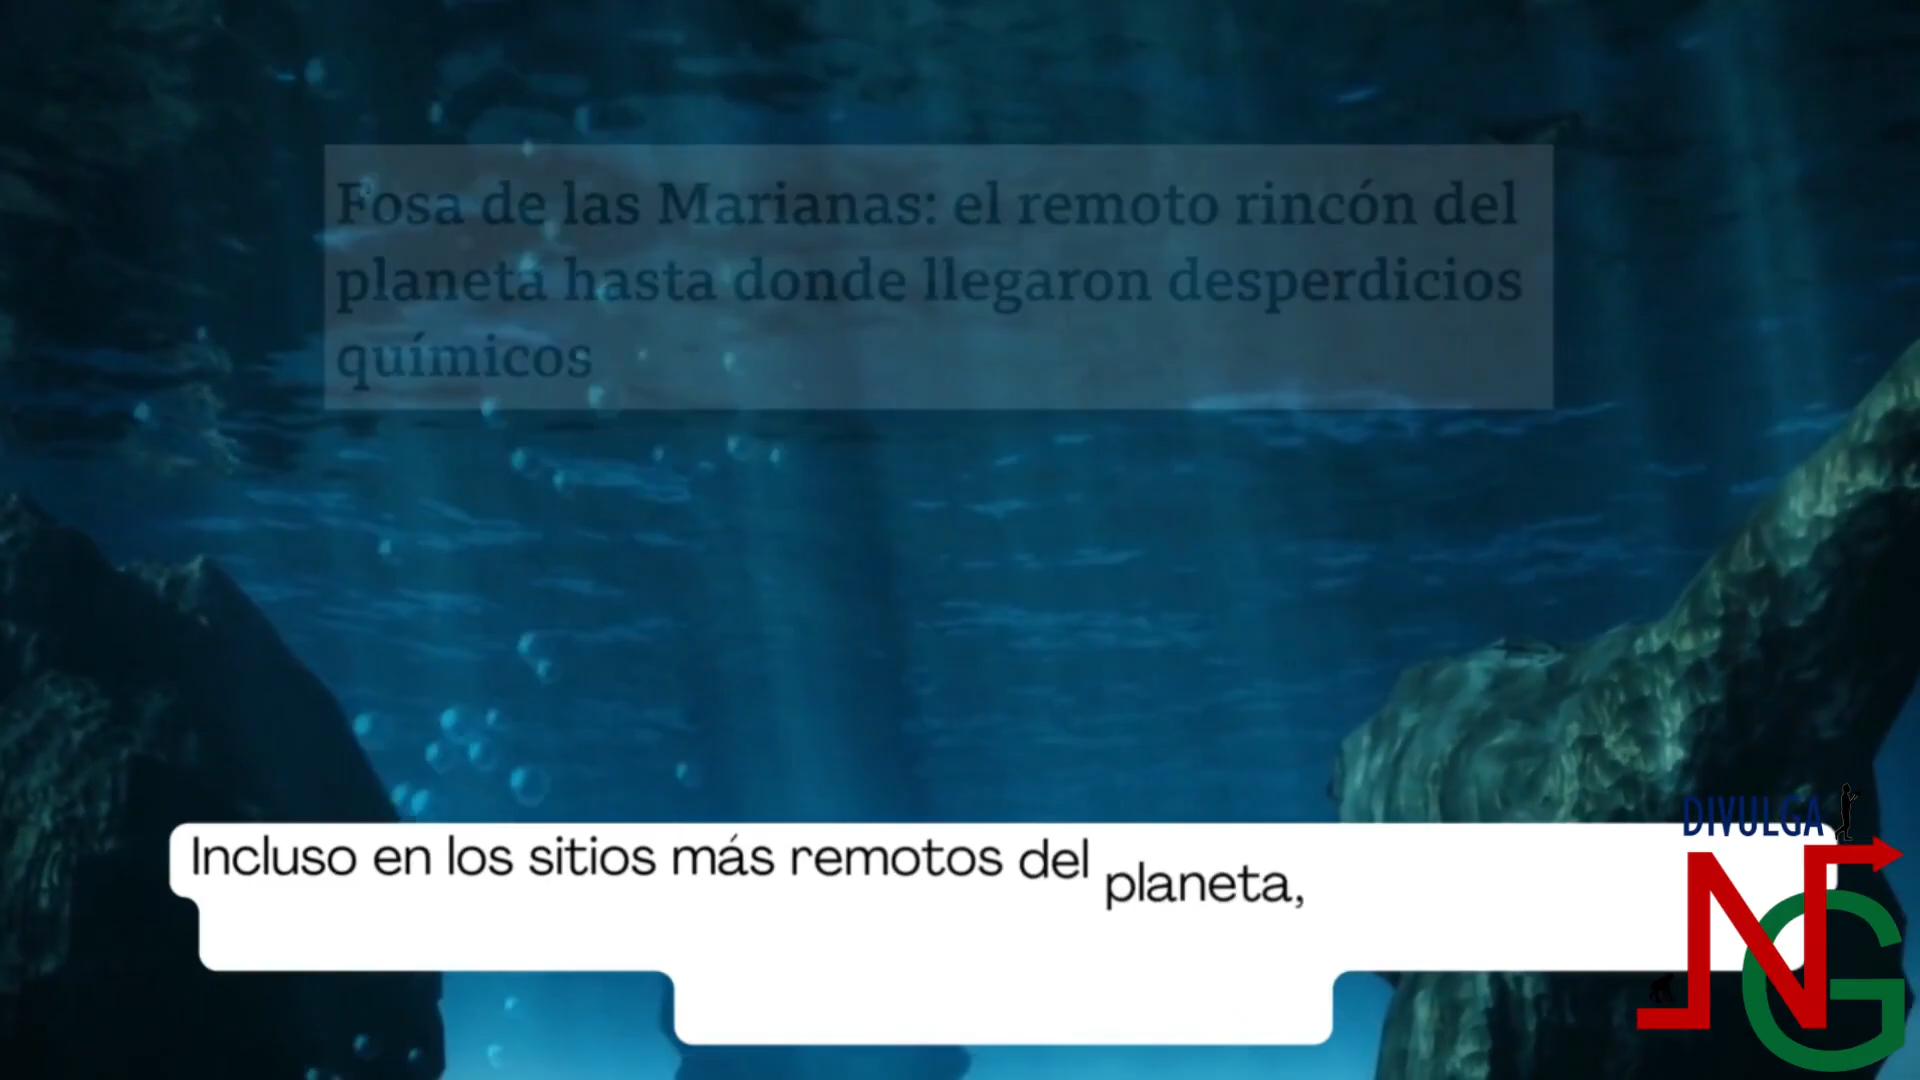 Fosa de las Marianas: el remoto rincón del
planeta hasta donde llegaron desperdicios
químicos
Incluso en los sitios más remotos del planeta,
DIVULGA
NG